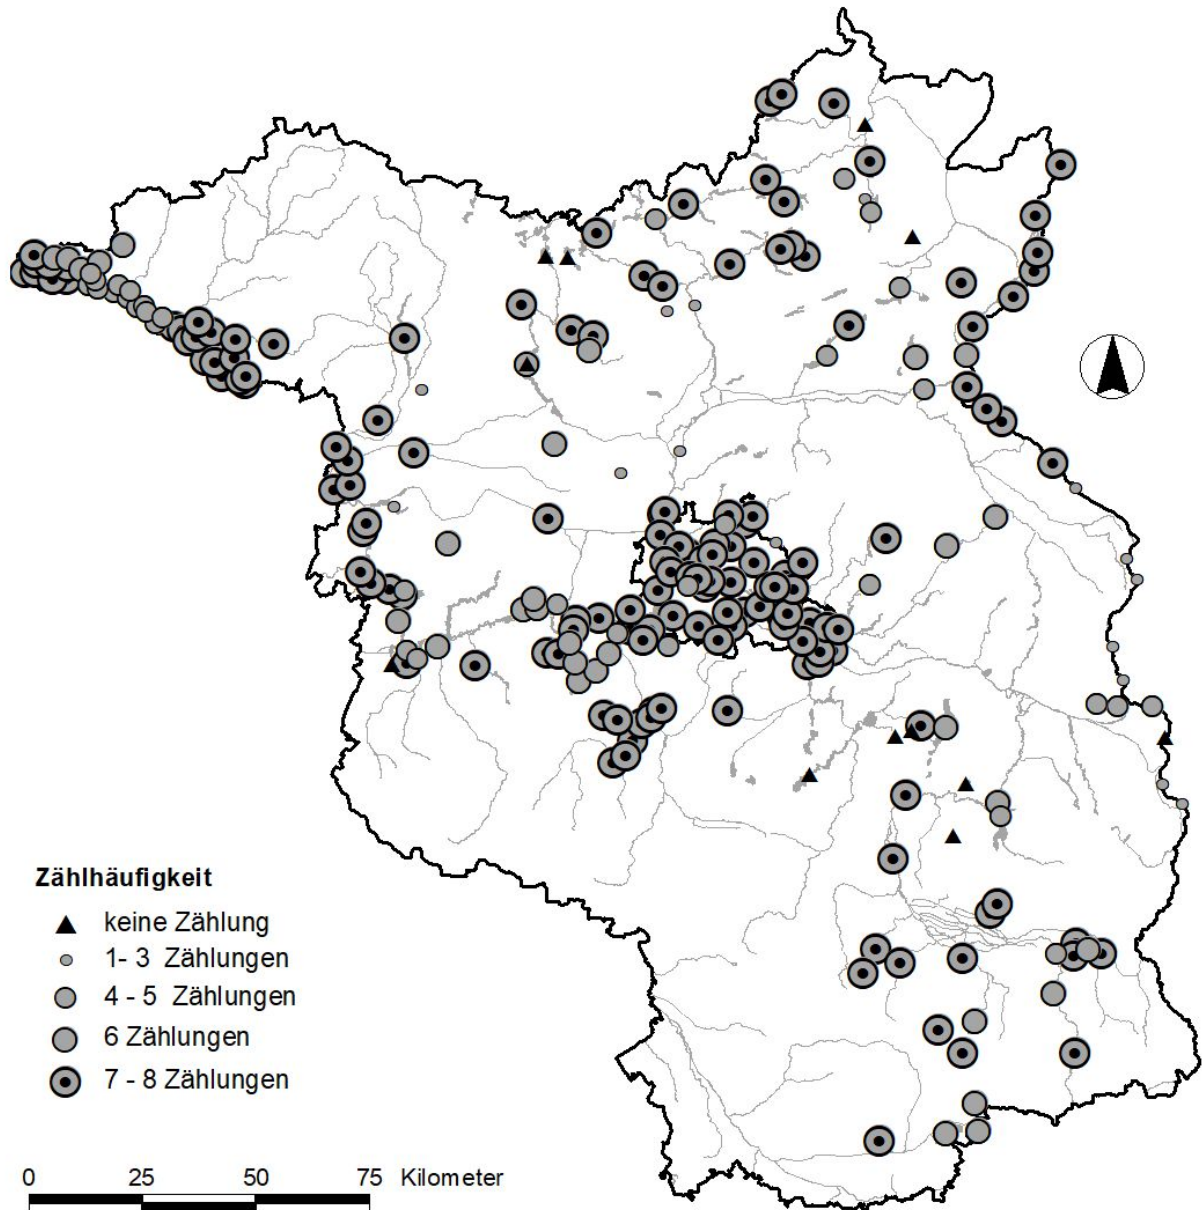 Zählhäufigkeit
keine Zählung
1- 3 Zählungen
4 - 5 Zählungen
6 Zählungen
7 - 8 Zählungen
0 25 50 75 Kilometer